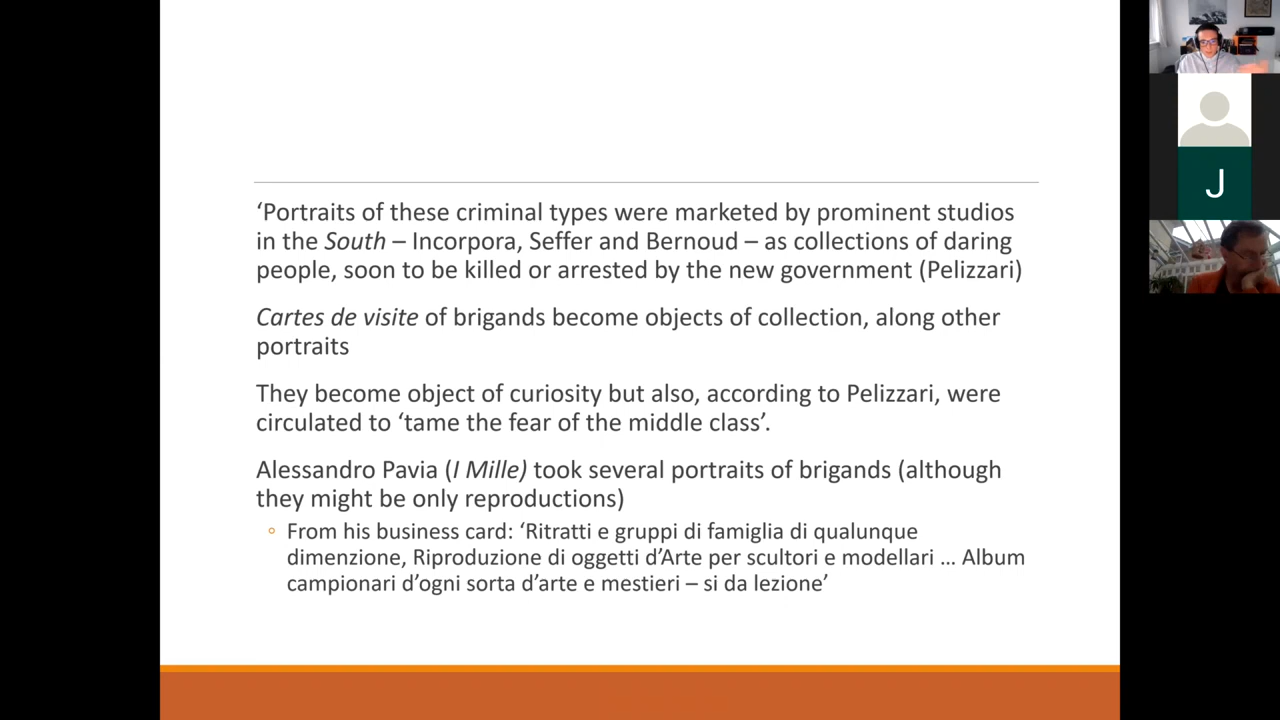 ‘Portraits of these criminal types were marketed by prominent studios
in the South – Incorpora, Seffer and Bernoud – as collections of daring
people, soon to be killed or arrested by the new government (Pelizzari)
Cartes de visite of brigands become objects of collection, along other
portraits
They become object of curiosity but also, according to Pelizzari, were
circulated to ‘tame the fear of the middle class’.
Alessandro Pavia (I Mille) took several portraits of brigands (although
they might be only reproductions)
◦ From his business card: ‘Ritratti e gruppi di famiglia di qualunque
dimenzione, Riproduzione di oggetti d’Arte per scultori e modellari … Album
campionari d’ogni sorta d’arte e mestieri – si da lezione’
J